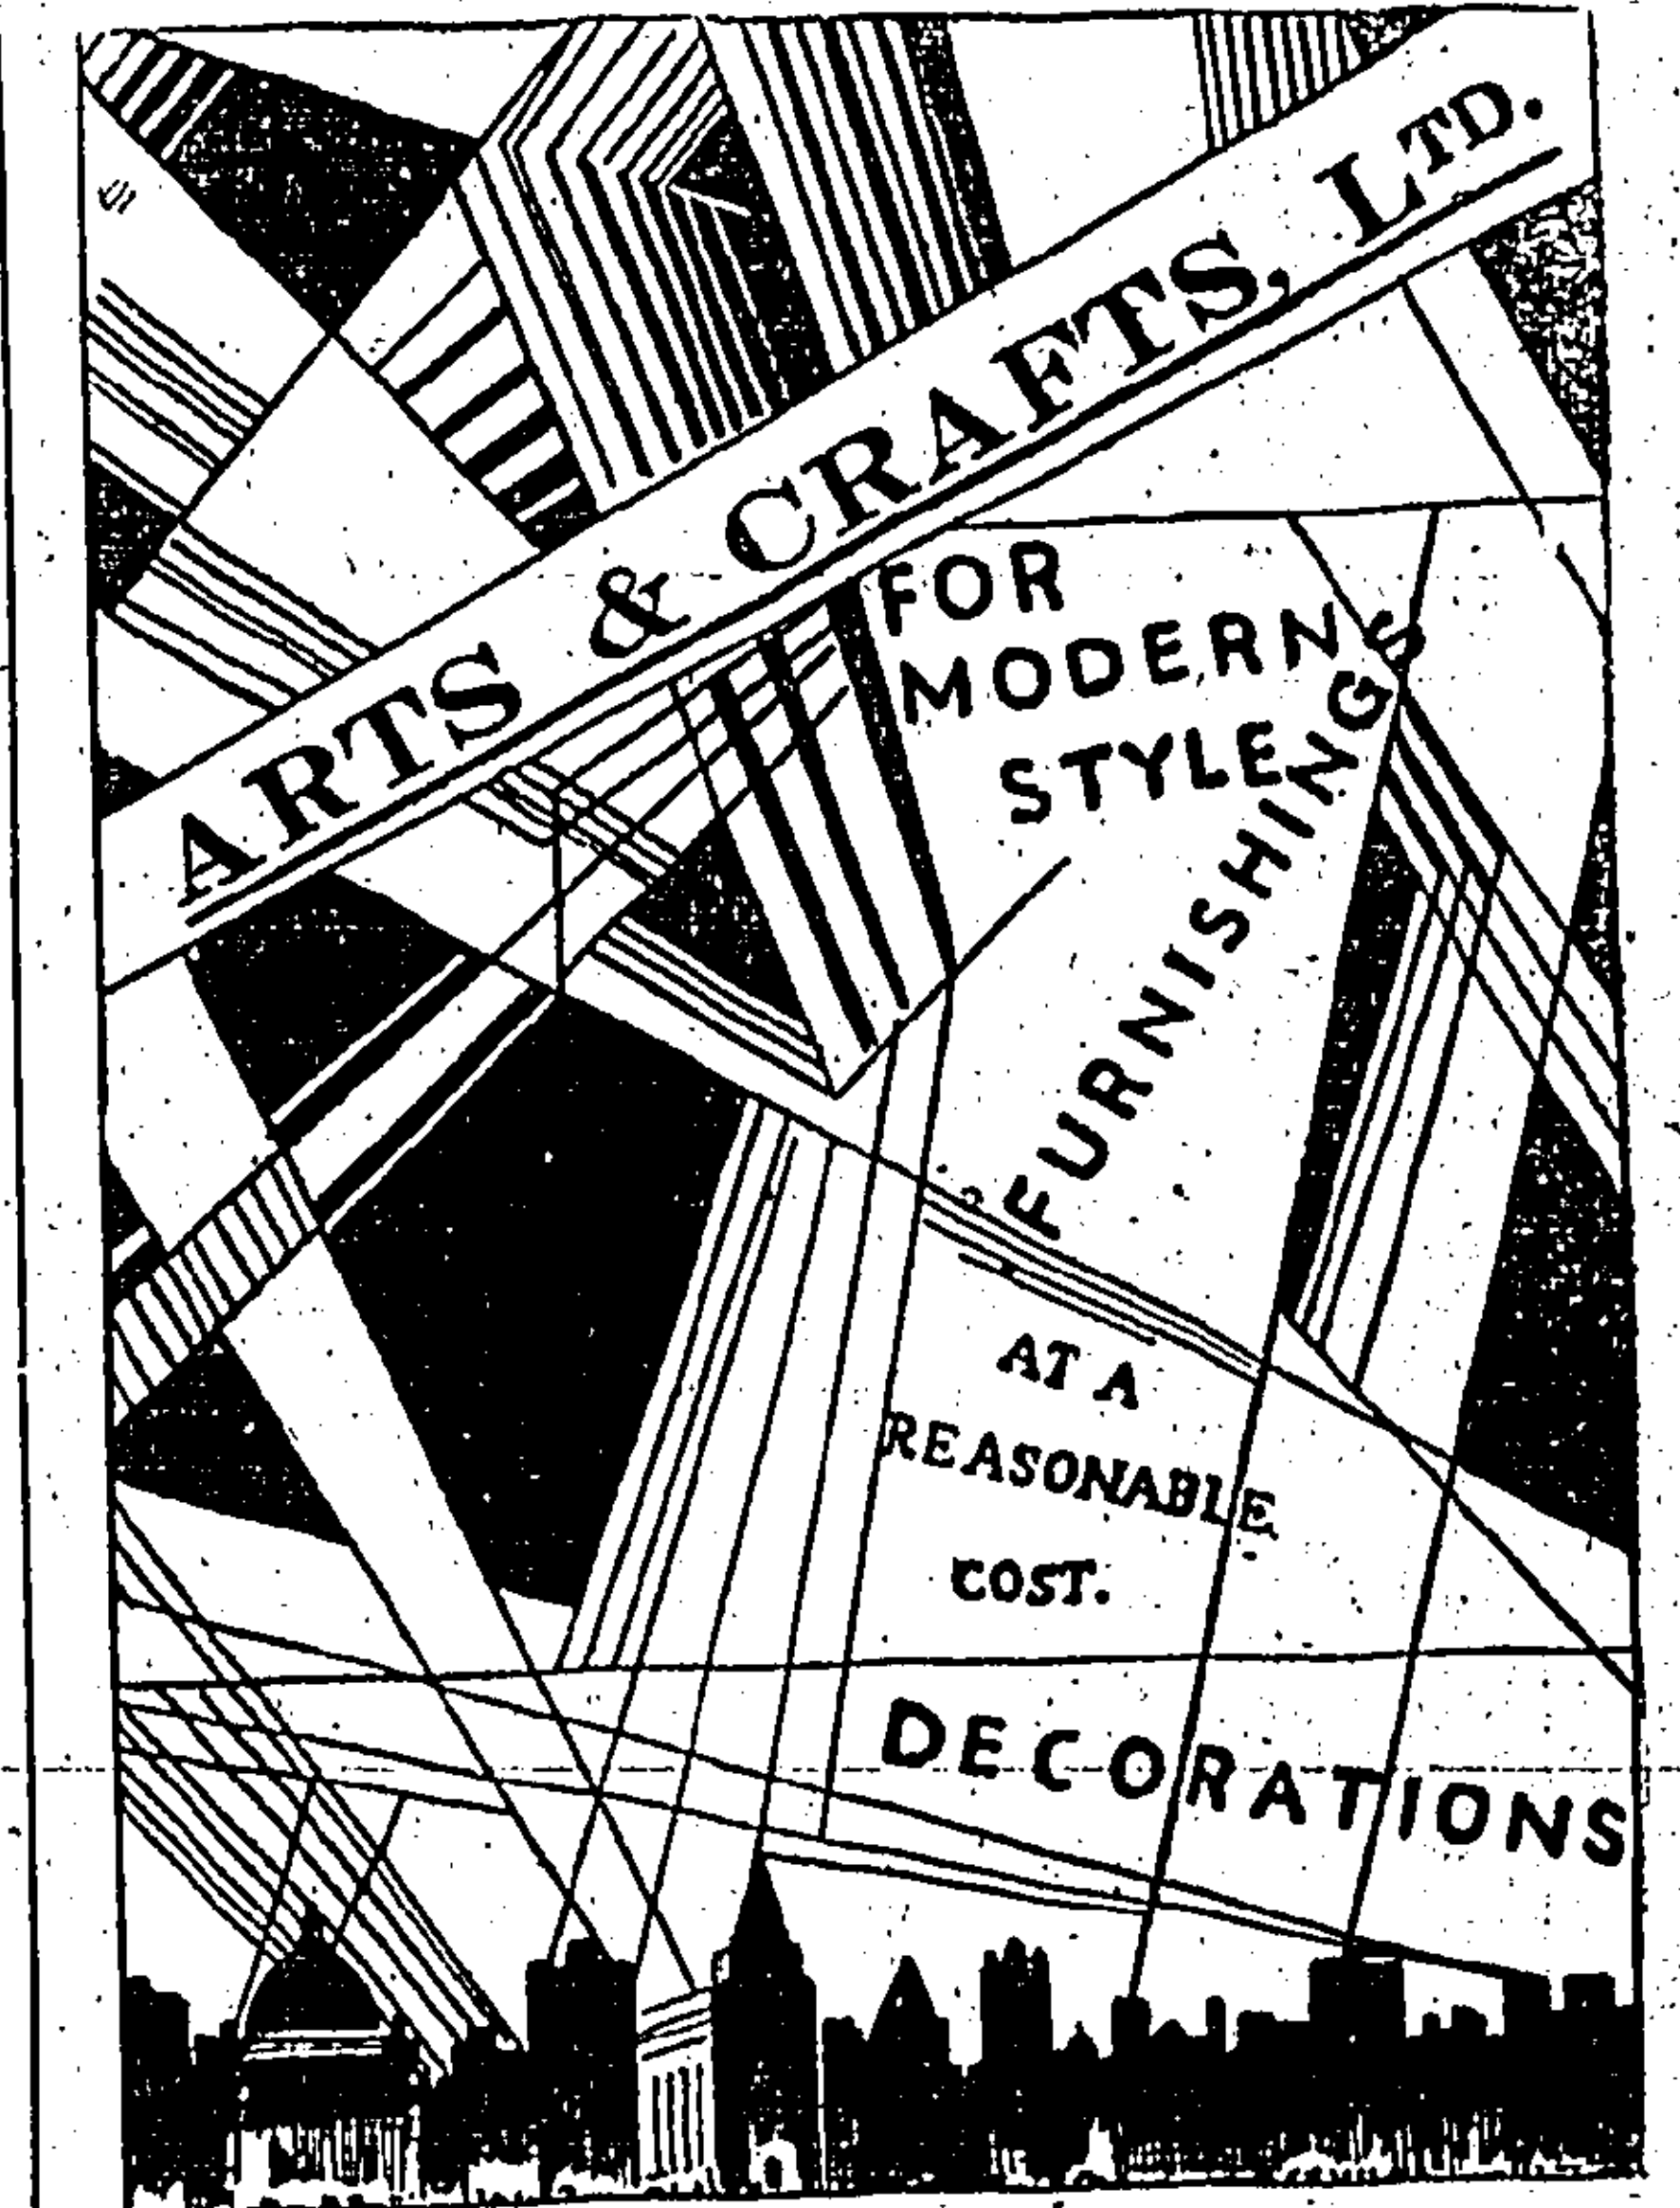 ARTS & CRAFTS, LTD.
FOR
MODERN
STYLE
FURNISHINGS
AT A
REASONABLE
COST.
DECORATIONS